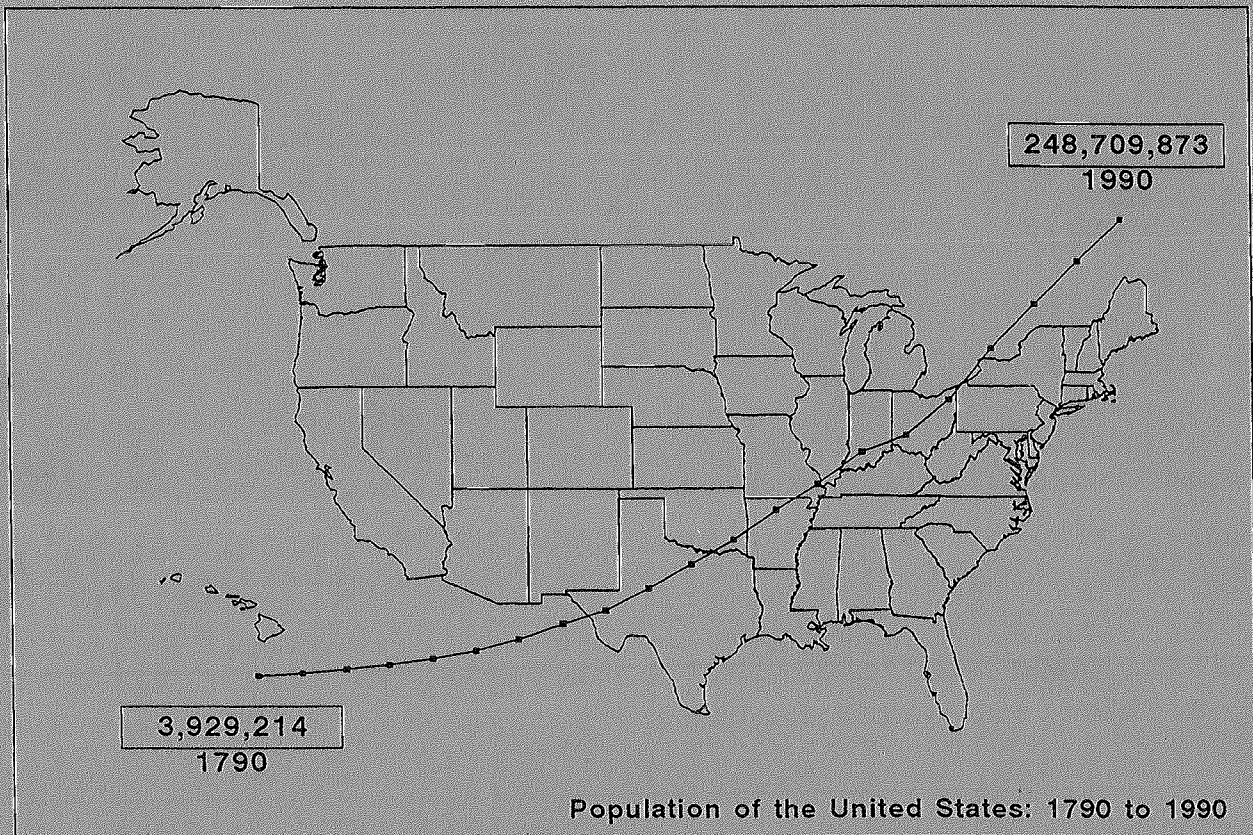 248,709,873
1990
3,929,214
1790
Population of the United States: 1790 to 1990